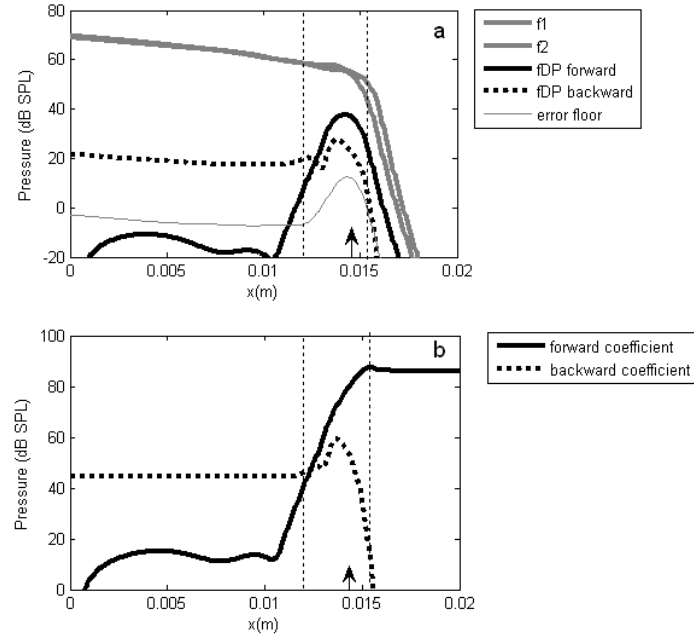 a
80
60
40
20
0
-20
Pressure (dB SPL)
0
0.005
0.01
0.015
0.02
x(m)
f1
f2
fDP forward
fDP backward
error floor
b
100
80
60
40
20
0
Pressure (dB SPL)
0
0.005
0.01
0.015
0.02
x(m)
forward coefficient
backward coefficient